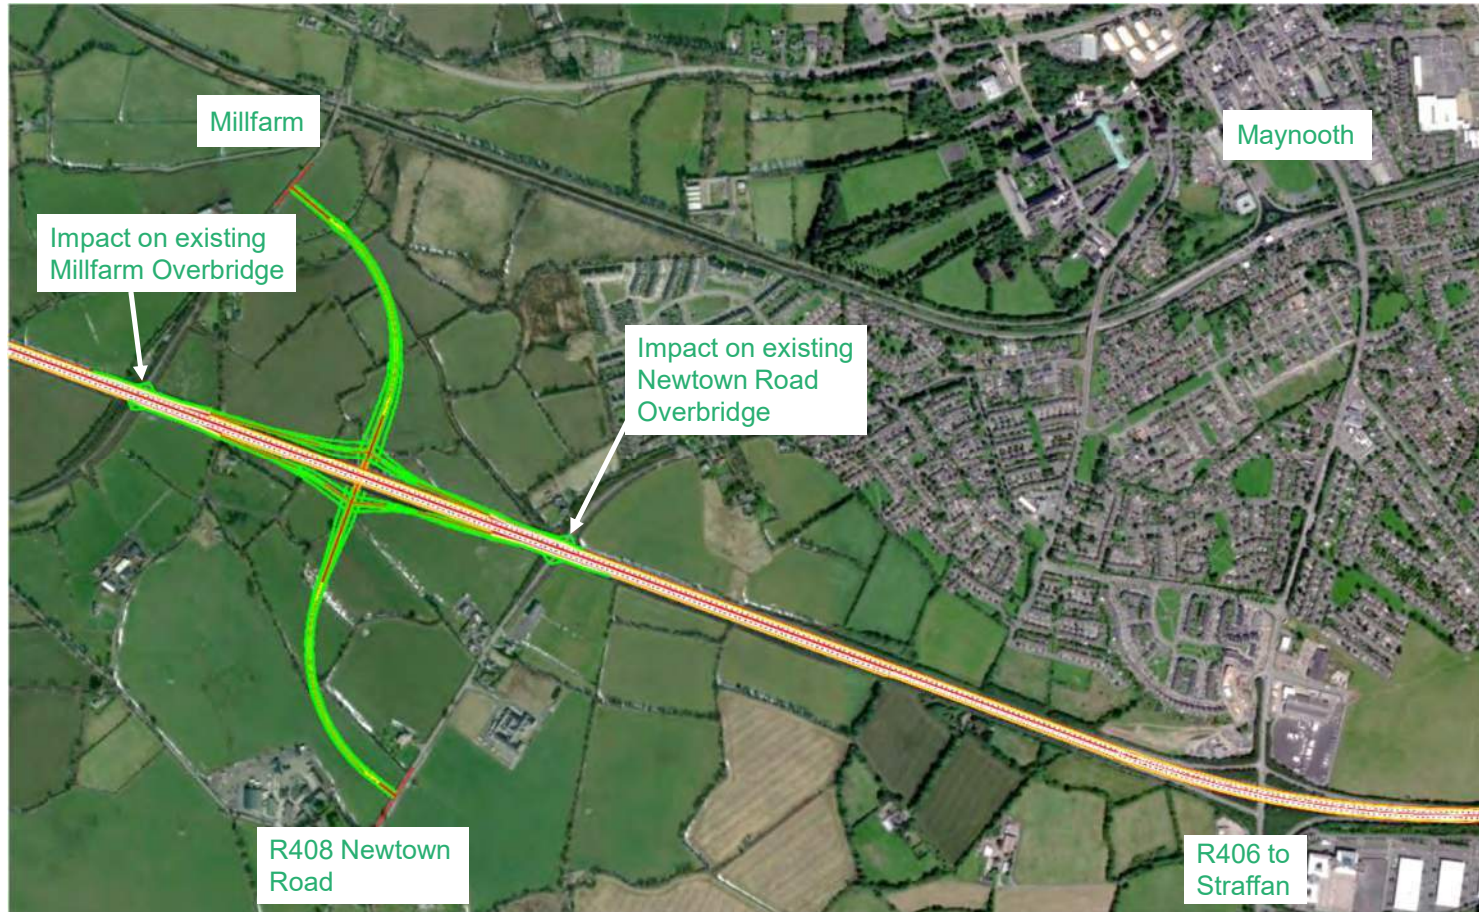 Millfarm
Maynooth
Impact on existing
Millfarm Overbridge
Impact on existing
Newtown Road
Overbridge
R408 Newtown
Road
R406 to
Straffan